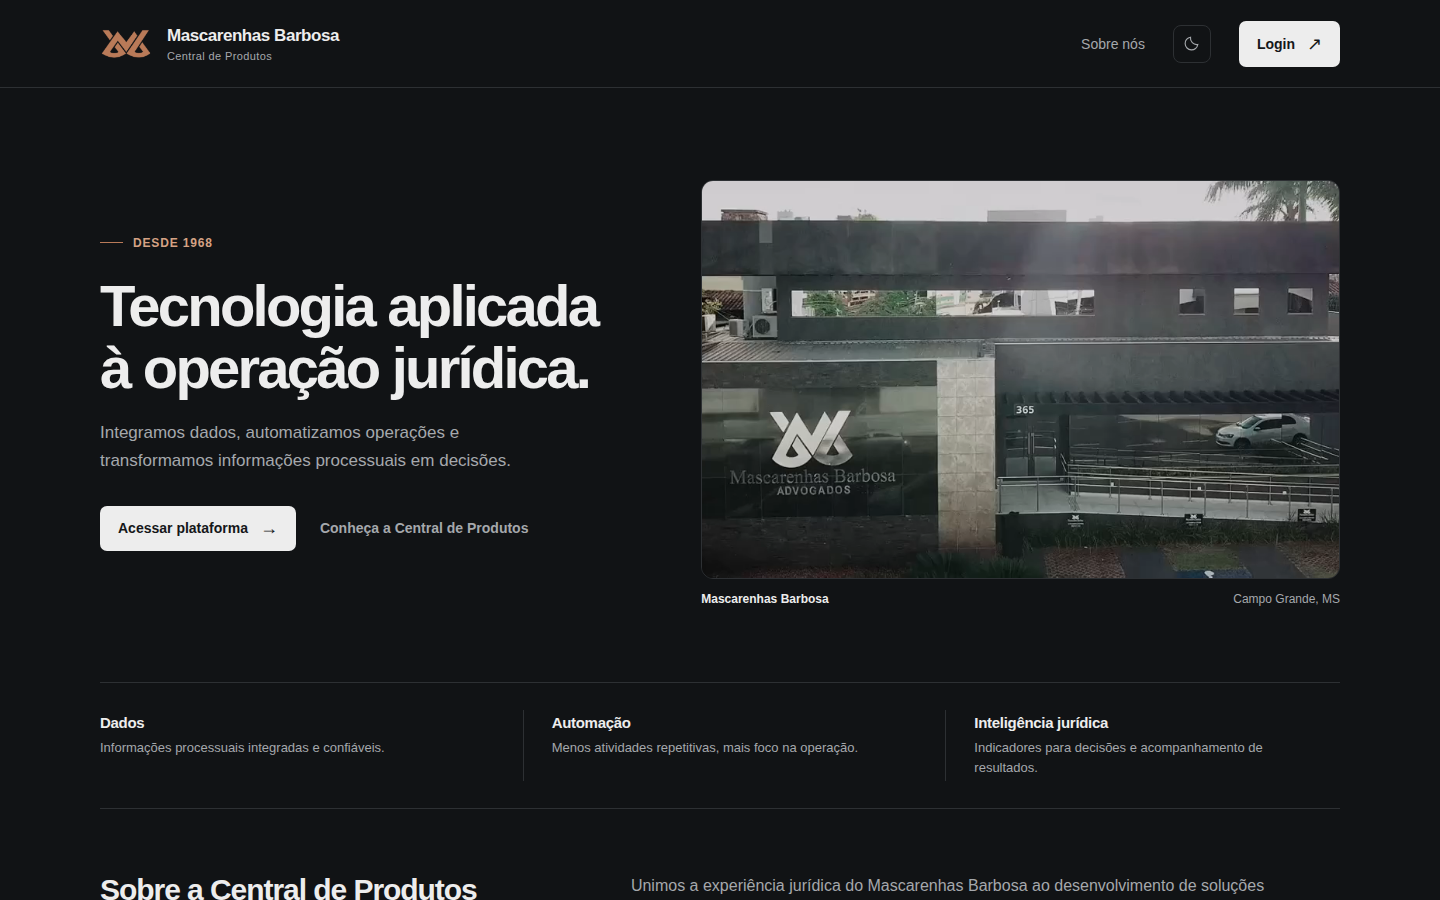 Mascarenhas Barbosa
Central de Produtos
Sobre nós
Login
DESDE 1968
Tecnologia aplicada
à operação jurídica.
Integramos dados, automatizamos operações e
transformamos informações processuais em decisões.
Acessar plataforma →
Conheça a Central de Produtos
365
Mascarenhas Barbosa
ADVOGADOS
Mascarenhas Barbosa
Campo Grande, MS
Dados
Informações processuais integradas e confiáveis.
Automação
Menos atividades repetitivas, mais foco na operação.
Inteligência jurídica
Indicadores para decisões e acompanhamento de
resultados.
Sobre a Central de Produtos
Unimos a experiência jurídica do Mascarenhas Barbosa ao desenvolvimento de soluções